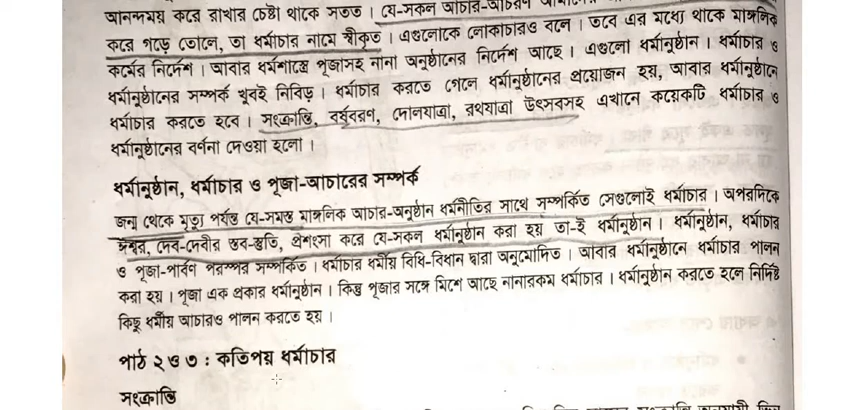 আনন্দময় করে রাখার চেষ্টা থাকে সতত। যে-সকল আচার-আচরণ
করে গড়ে তোলে, তা ধর্মাচার নামে স্বীকৃত। এগুলোকে লোকাচারও বলে। তবে এর মধ্যে থাকে মাঙ্গলিক
কর্মের নির্দেশ। আবার ধর্মশাস্ত্রে পূজাসহ নানা অনুষ্ঠানের নির্দেশ আছে। এগুলো ধর্মানুষ্ঠান। ধর্মাচার ও
ধর্মানুষ্ঠানের সম্পর্ক খুবই নিবিড়। ধর্মাচার করতে গেলে ধর্মানুষ্ঠানের প্রয়োজন হয়, আবার ধর্মানুষ্ঠানে
ধর্মাচার করতে হবে। সংক্রান্তি, বর্ষবরণ, দোলযাত্রা, রথযাত্রা উৎসবসহ এখানে কয়েকটি ধর্মাচার ও
ধর্মানুষ্ঠানের বর্ণনা দেওয়া হলো।
ধর্মানুষ্ঠান, ধর্মাচার ও পূজা-আচারের সম্পর্ক
জন্ম থেকে মৃত্যু পর্যন্ত যে-সমস্ত মাঙ্গলিক আচার-অনুষ্ঠান ধর্মনীতির সাথে সম্পর্কিত সেগুলোই ধর্মাচার। অপরদিকে
ঈশ্বর, দেব-দেবীর স্তব-স্তুতি, প্রশংসা করে যে-সকল ধর্মানুষ্ঠান করা হয় তা-ই ধর্মানুষ্ঠান। ধর্মানুষ্ঠান, ধর্মাচার
ও পূজা-পার্বণ পরস্পর সম্পর্কিত। ধর্মাচার ধর্মীয় বিধি-বিধান দ্বারা অনুমোদিত। আবার ধর্মানুষ্ঠানে ধর্মাচার পালন
করা হয়। পূজা এক প্রকার ধর্মানুষ্ঠান। কিন্তু পূজার সঙ্গে মিশে আছে নানারকম ধর্মাচার। ধর্মানুষ্ঠান করতে হলে নির্দিষ্ট
কিছু ধর্মীয় আচারও পালন করতে হয়।
পাঠ ২ ও ৩ : কতিপয় ধর্মাচার
সংক্রান্তি